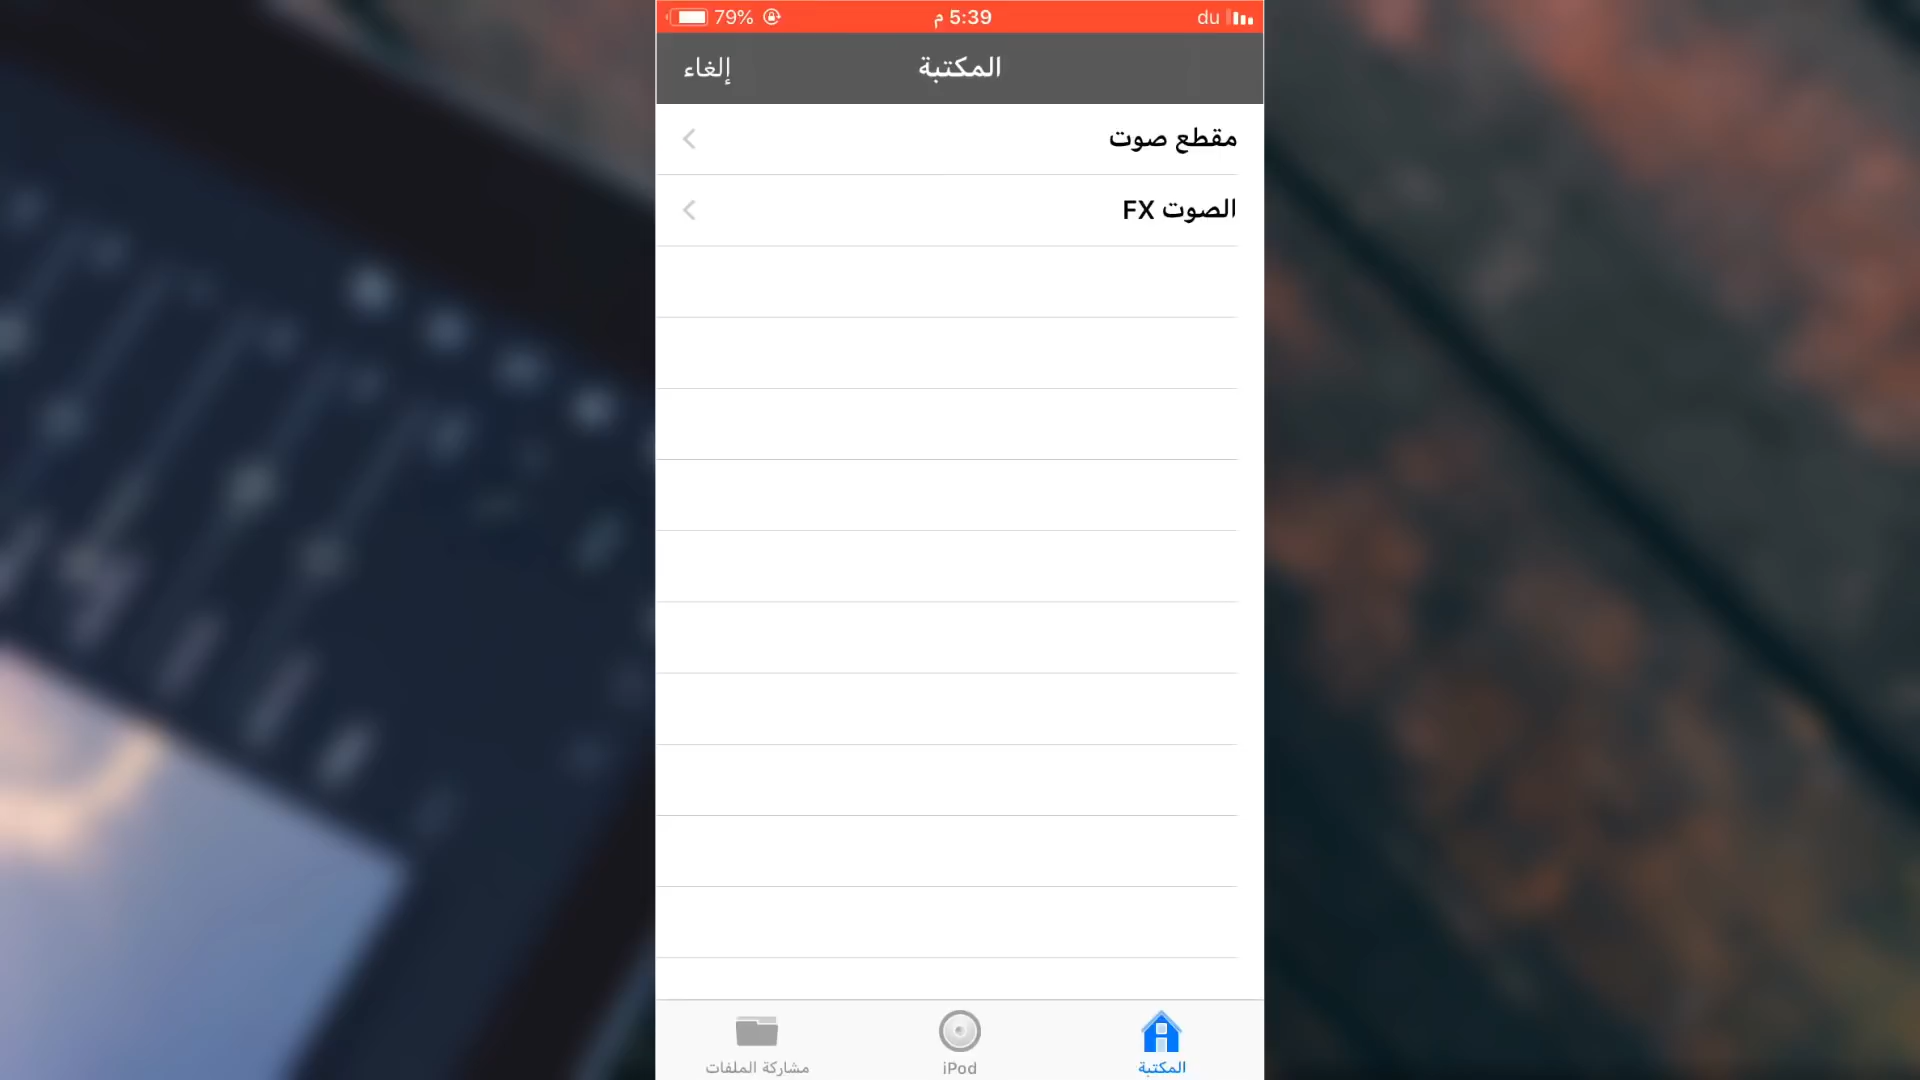 du 5:39 م 79%
المكتبة إلغاء
مقطع صوت
الصوت FX
المكتبة iPod مشاركة الملفات